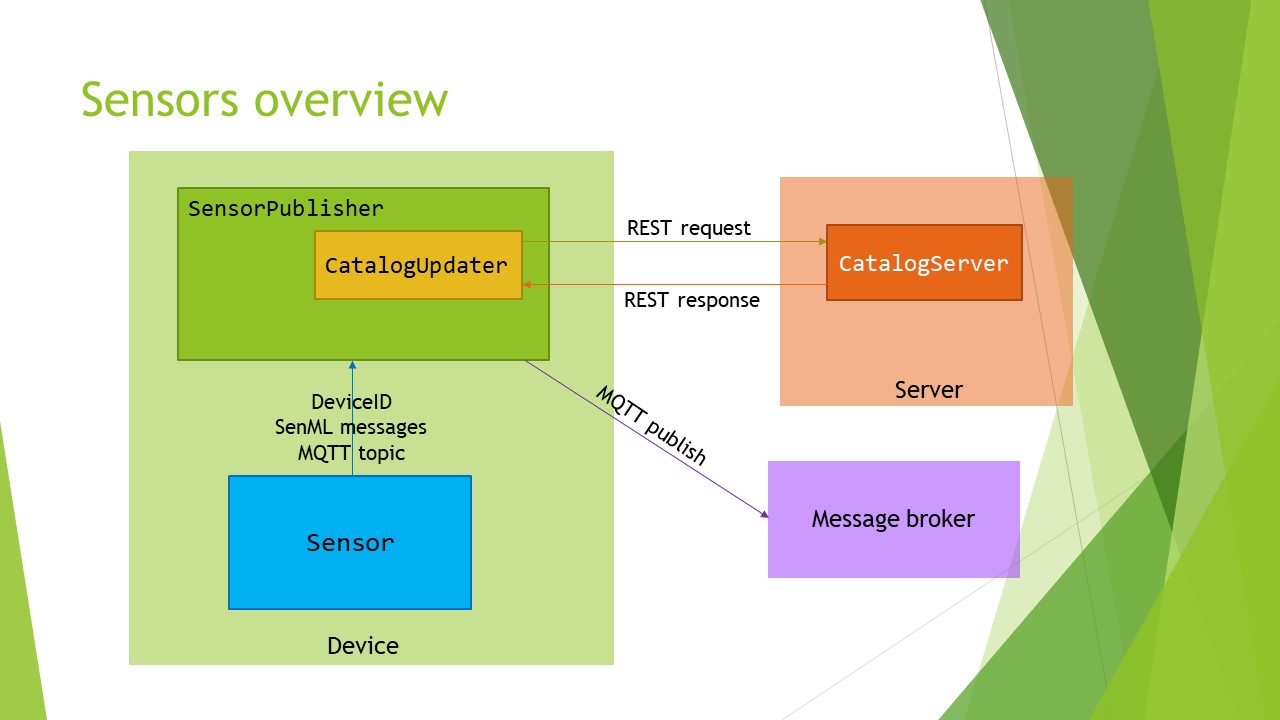 Sensors overview
SensorPublisher
CatalogUpdater
REST request
REST response
CatalogServer
Server
DeviceID
SenML messages
MQTT topic
MQTT publish
Sensor
Message broker
Device